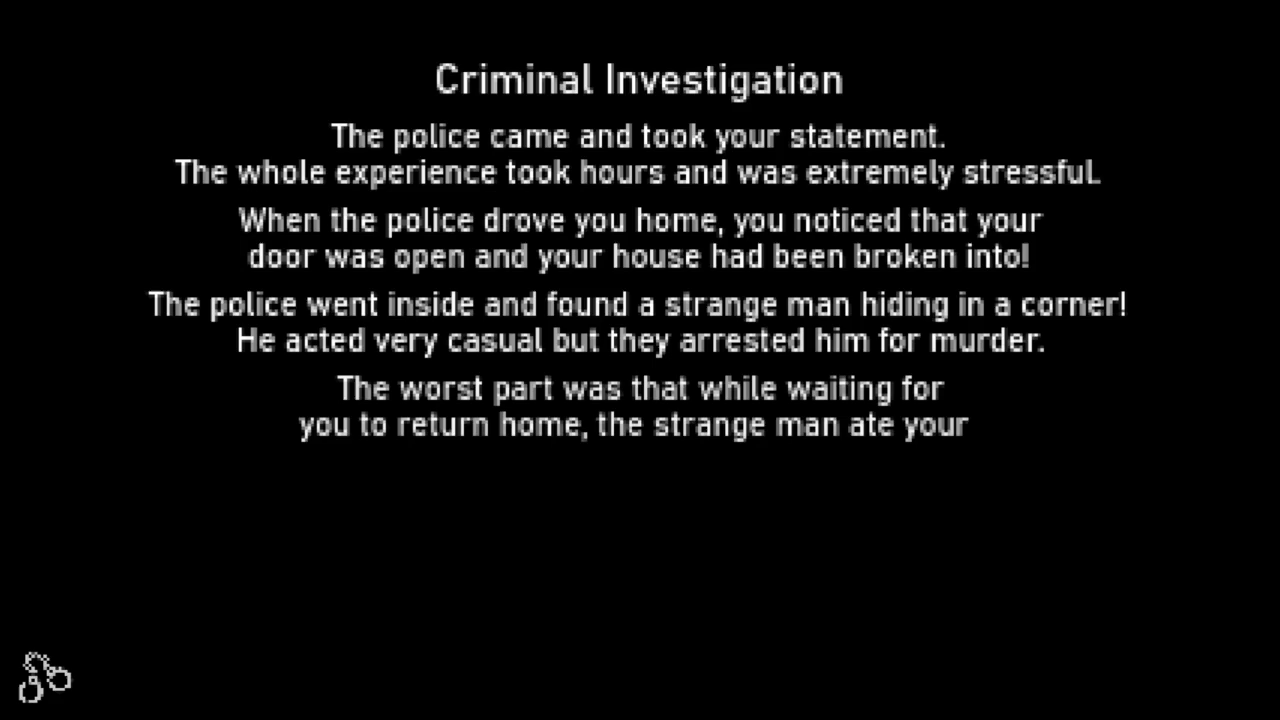 Criminal Investigation
The police came and took your statement.
The whole experience took hours and was extremely stressful.
When the police drove you home, you noticed that your
door was open and your house had been broken into!
The police went inside and found a strange man hiding in a corner!
He acted very casual but they arrested him for murder.
The worst part was that while waiting for
you to return home, the strange man ate your